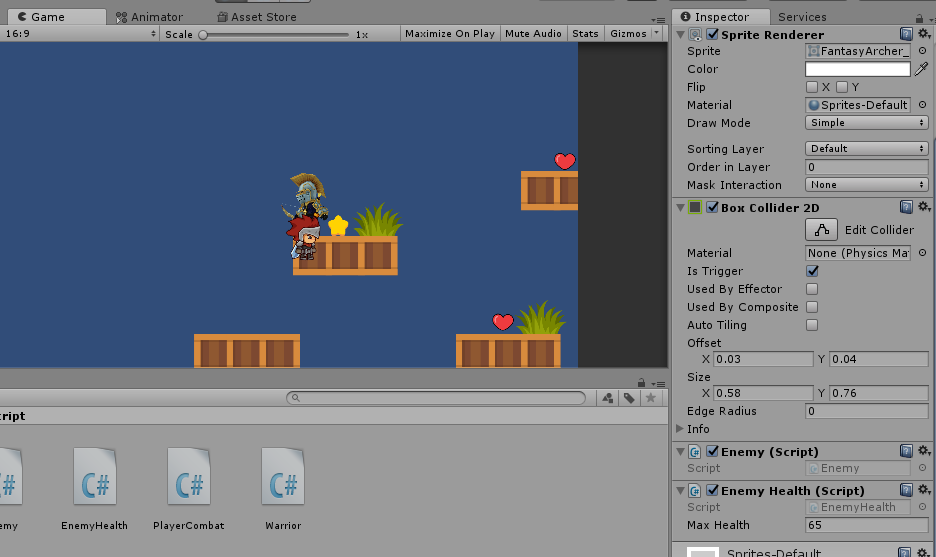 Game Animator Asset Store
16:9 Scale 1x Maximize On Play Mute Audio Stats Gizmos
cript
emy EnemyHealth PlayerCombat Warrior
C# C# C# C#
Inspector Services
Sprite Renderer
Sprite FantasyArcher_
Color
Flip X Y
Material Sprites-Default
Draw Mode Simple
Sorting Layer Default
Order in Layer 0
Mask Interaction None
Box Collider 2D
Edit Collider
Material None (Physics Mat
Is Trigger
Used By Effector
Used By Composite
Auto Tiling
Offset
X 0.03 Y 0.04
Size
X 0.58 Y 0.76
Edge Radius 0
Info
Enemy (Script)
Script Enemy
Enemy Health (Script)
Script EnemyHealth
Max Health 65
Sprites-Default